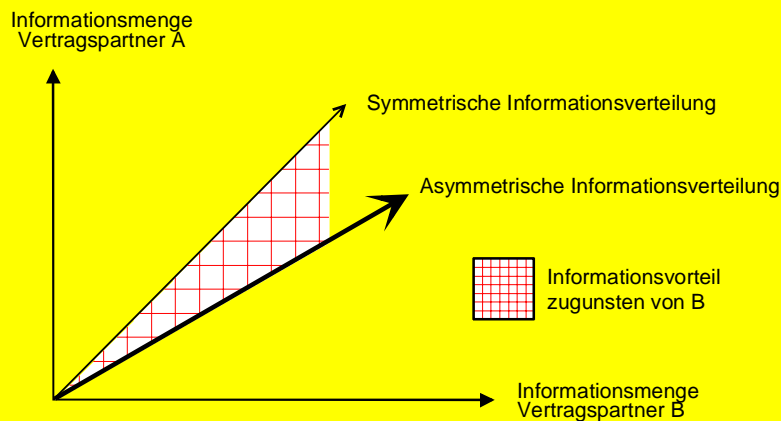 Informationsmenge
Vertragspartner A
Symmetrische Informationsverteilung
Asymmetrische Informationsverteilung
Informationsvorteil
zugunsten von B
Informationsmenge
Vertragspartner B